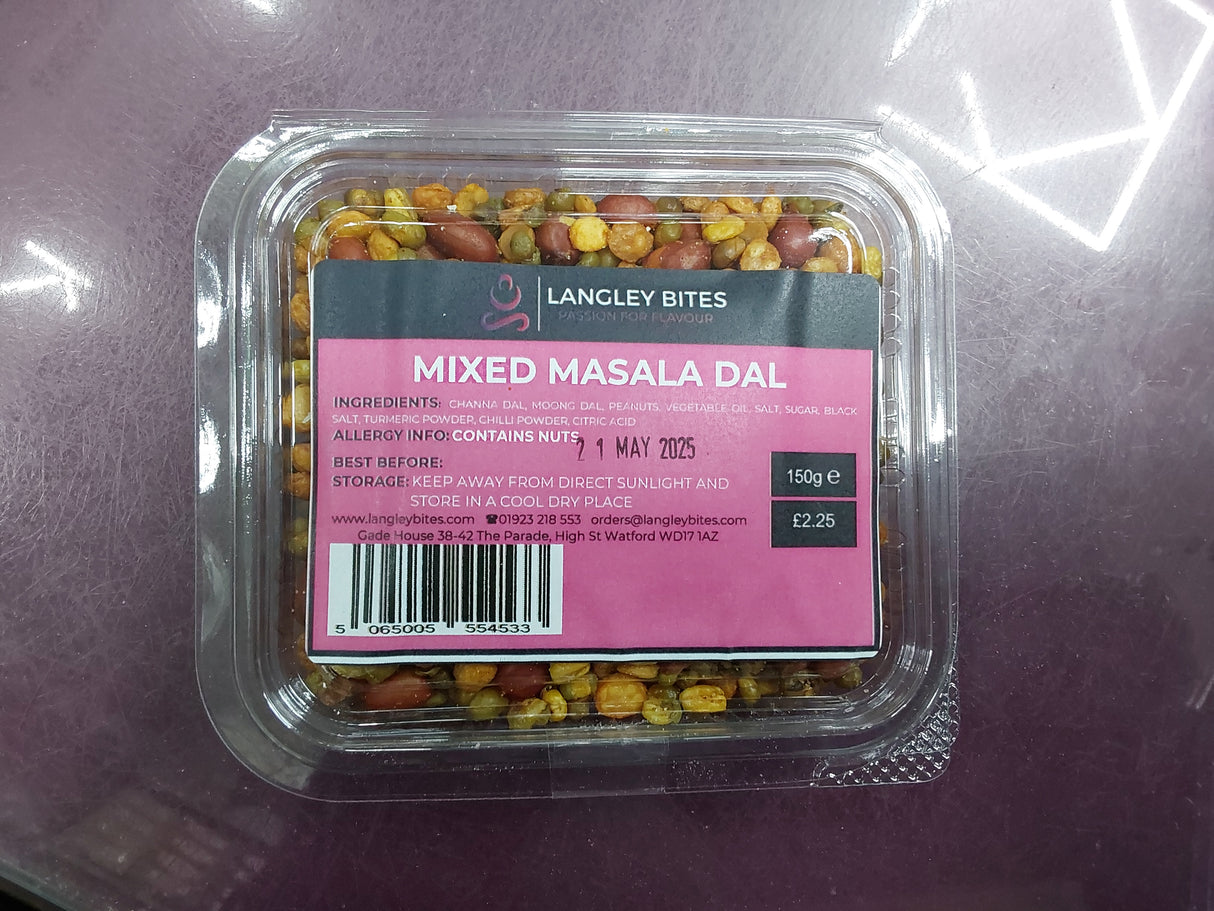 LANGLEY BITES
PASSION FOR FLAVOUR
MIXED MASALA DAL
INGREDIENTS: CHANNA DAL, MOONG DAL, PEANUTS, VEGETABLE OIL, SALT, SUGAR, BLACK
SALT, TURMERIC POWDER, CHILLI POWDER, CITRIC ACID
ALLERGY INFO: CONTAINS NUTS
21 MAY 2025
BEST BEFORE:
STORAGE: KEEP AWAY FROM DIRECT SUNLIGHT AND
STORE IN A COOL DRY PLACE
150g ℮
£2.25
www.langleybites.com ☎01923 218 553 orders@langleybites.com
Gade House 38-42 The Parade, High St Watford WD17 1AZ
5 065005 554533